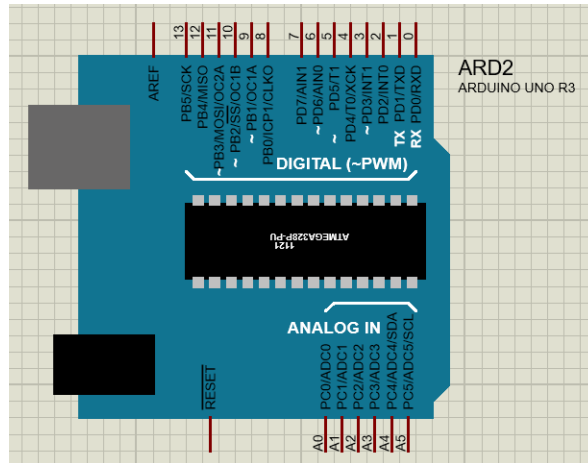 ARD2
ARDUINO UNO R3
13
12
11
10
9
8
7
6
5
4
3
2
1
0
AREF
PB5/SCK
PB4/MISO
~PB3/MOSI/OC2A
~PB2/SS/OC1B
~PB1/OC1A
PB0/ICP1/CLKO
PD7/AIN1
~PD6/AIN0
~PD5/T1
PD4/T0/XCK
~PD3/INT1
PD2/INT0
TX PD1/TXD
RX PD0/RXD
DIGITAL (~PWM)
ATMEGA328P-PU
1121
ANALOG IN
RESET
PC0/ADC0
PC1/ADC1
PC2/ADC2
PC3/ADC3
PC4/ADC4/SDA
PC5/ADC5/SCL
A0
A1
A2
A3
A4
A5